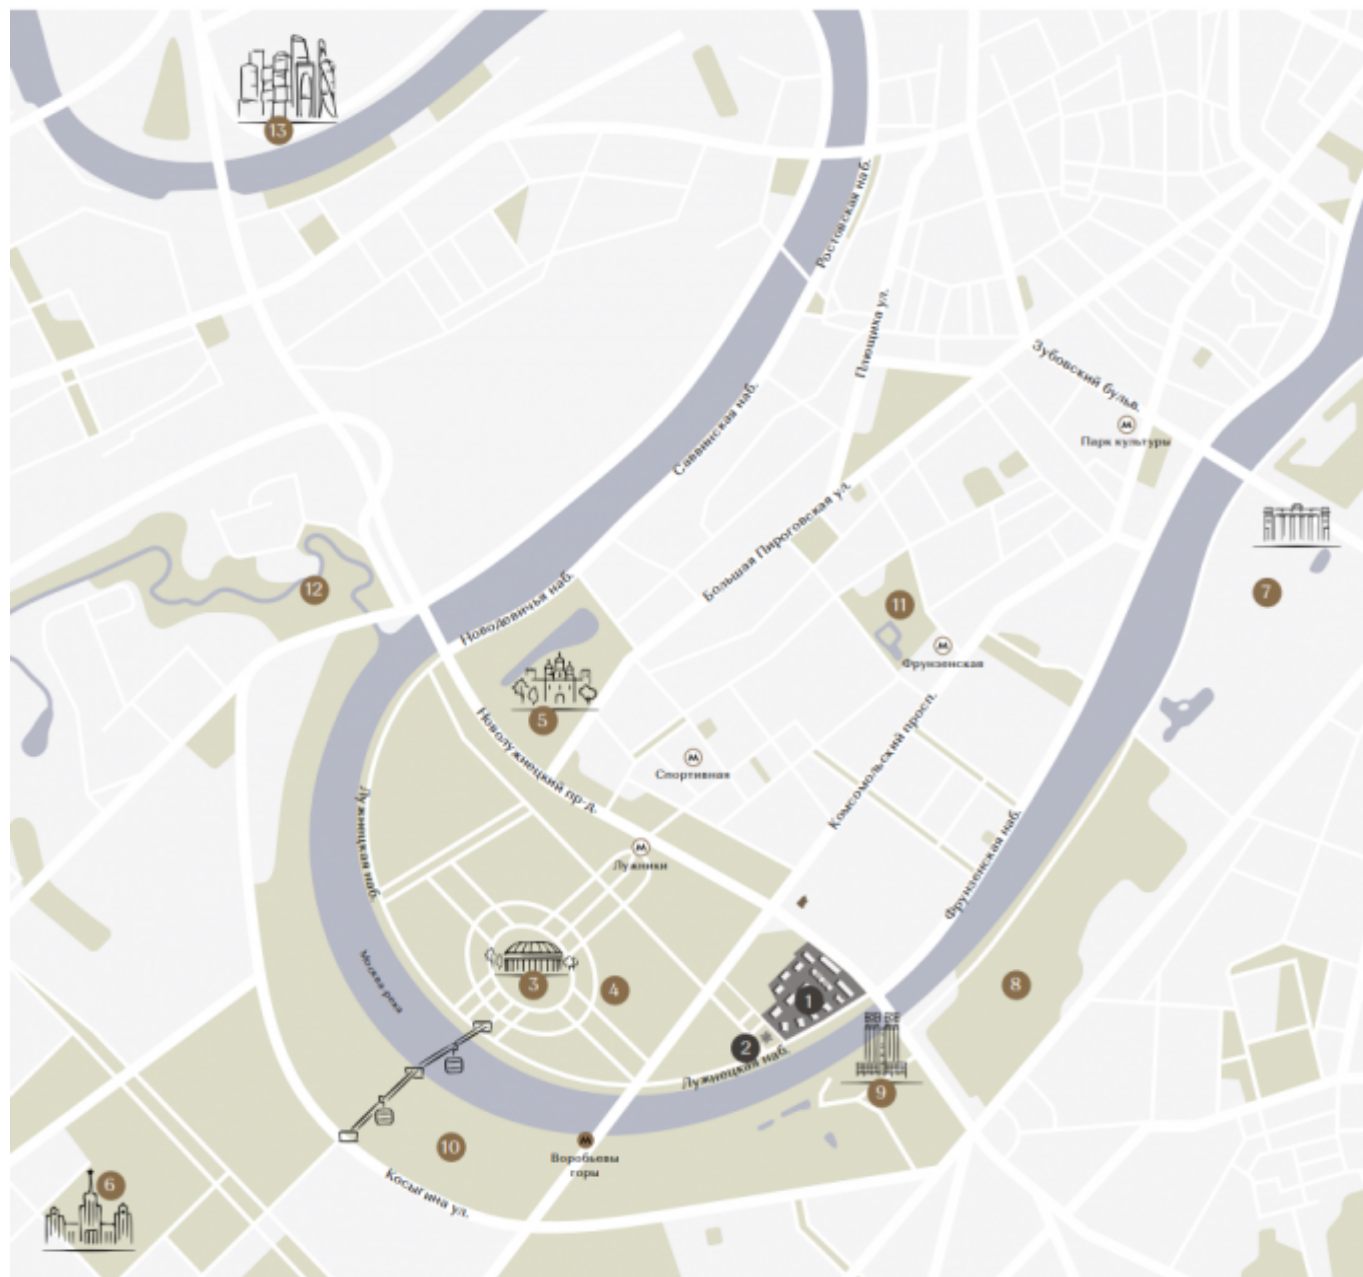 13
Ростовская наб.
Плющиха ул.
Зубовский бульв.
М
Парк культуры
Саввинская наб.
Большая Пироговская ул.
7
12
Новодевичья наб.
11
М
Фрунзенская
5
Новолужнецкий пр-д.
М
Спортивная
Комсомольский просп.
Лужнецкая наб.
М
Лужники
Фрунзенская наб.
Москва-река
3
4
1
8
2
Лужнецкая наб.
9
10
М
Воробьевы
горы
6
Косыгина ул.